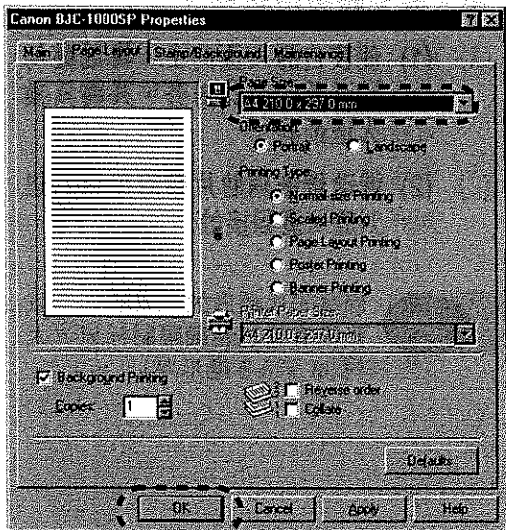 Canon BJC-1000SP Properties
Main Page Layout Stamp/Background Maintenance
Page Size
A4 210.0 x 297.0 mm
Orientation
Portrait Landscape
Printing Type
Normal-size Printing
Scaled Printing
Page Layout Printing
Poster Printing
Banner Printing
Printer Paper Size
A4 210.0 x 297.0 mm
Background Printing
Copies: 1
Reverse order
Collate
Defaults
OK Cancel Apply Help